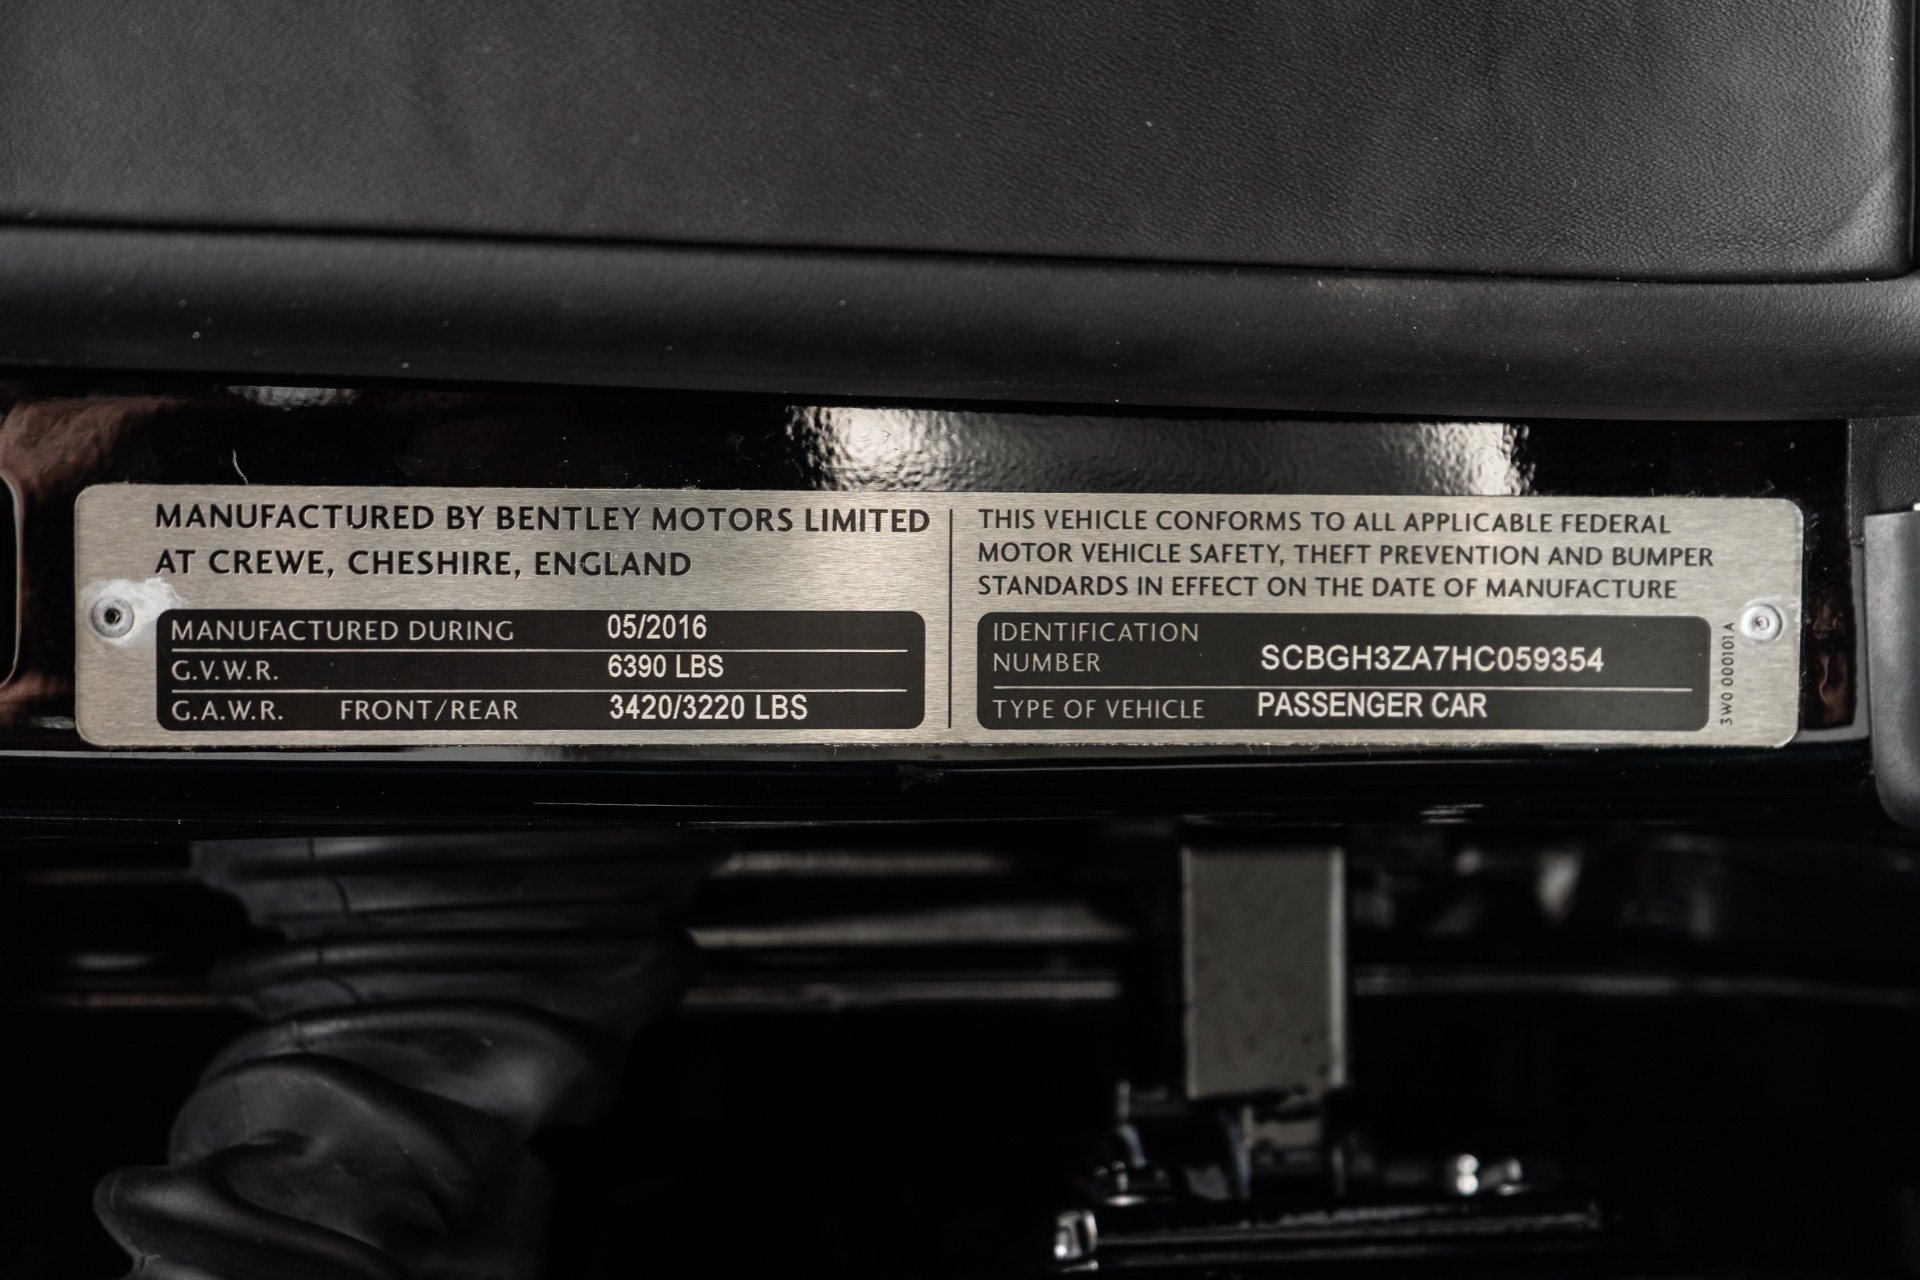 MANUFACTURED BY BENTLEY MOTORS LIMITED
AT CREWE, CHESHIRE, ENGLAND
MANUFACTURED DURING 05/2016
G.V.W.R. 6390 LBS
G.A.W.R. FRONT/REAR 3420/3220 LBS
THIS VEHICLE CONFORMS TO ALL APPLICABLE FEDERAL
MOTOR VEHICLE SAFETY, THEFT PREVENTION AND BUMPER
STANDARDS IN EFFECT ON THE DATE OF MANUFACTURE
IDENTIFICATION
NUMBER SCBGH3ZA7HC059354
TYPE OF VEHICLE PASSENGER CAR
3W0 000101 A